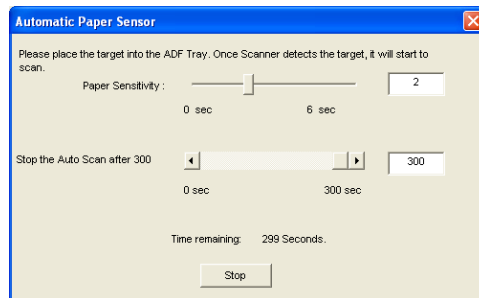 Automatic Paper Sensor
Please place the target into the ADF Tray. Once Scanner detects the target, it will start to
scan.
Paper Sensitivity :
2
0 sec
6 sec
Stop the Auto Scan after 300
300
0 sec
300 sec
Time remaining: 299 Seconds.
Stop